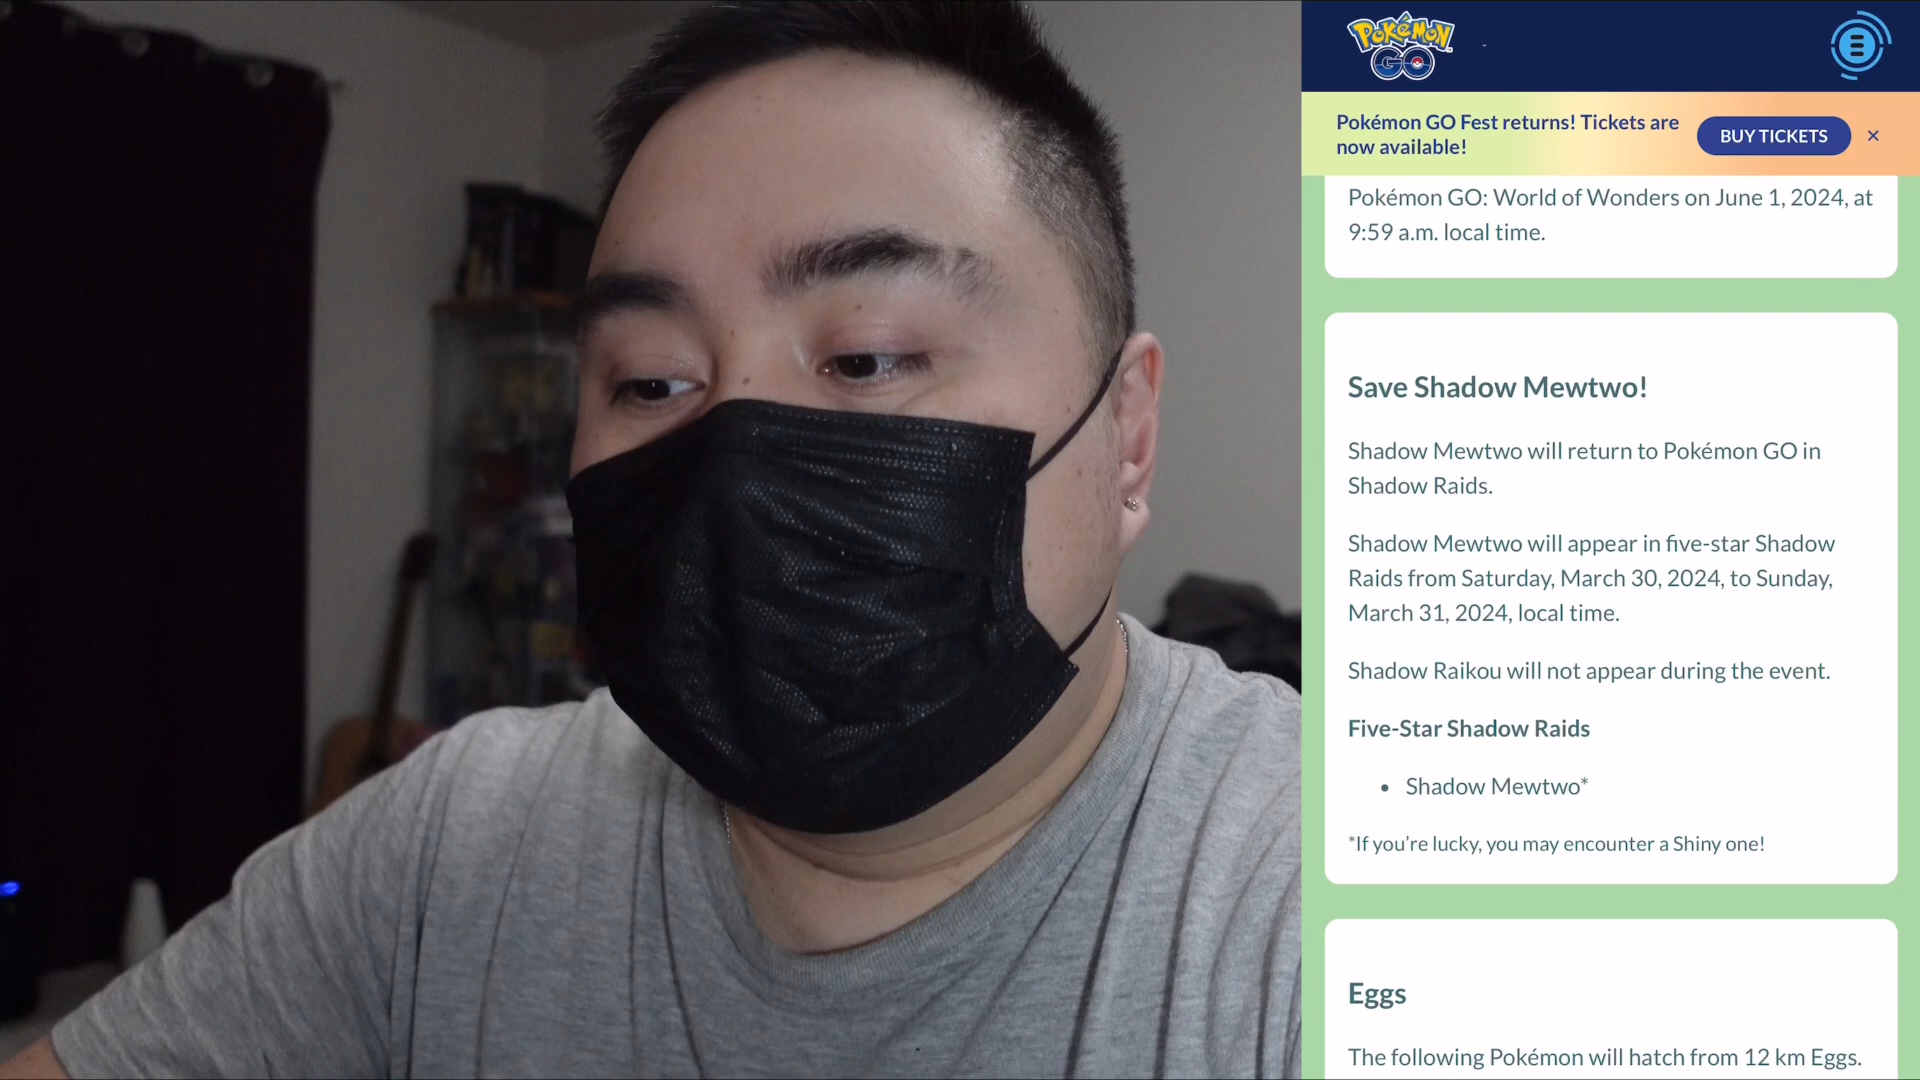 POKéMON
GO
Pokémon GO Fest returns! Tickets are
now available!
BUY TICKETS
Pokémon GO: World of Wonders on June 1, 2024, at
9:59 a.m. local time.
Save Shadow Mewtwo!
Shadow Mewtwo will return to Pokémon GO in
Shadow Raids.
Shadow Mewtwo will appear in five-star Shadow
Raids from Saturday, March 30, 2024, to Sunday,
March 31, 2024, local time.
Shadow Raikou will not appear during the event.
Five-Star Shadow Raids
• Shadow Mewtwo*
*If you’re lucky, you may encounter a Shiny one!
Eggs
The following Pokémon will hatch from 12 km Eggs.